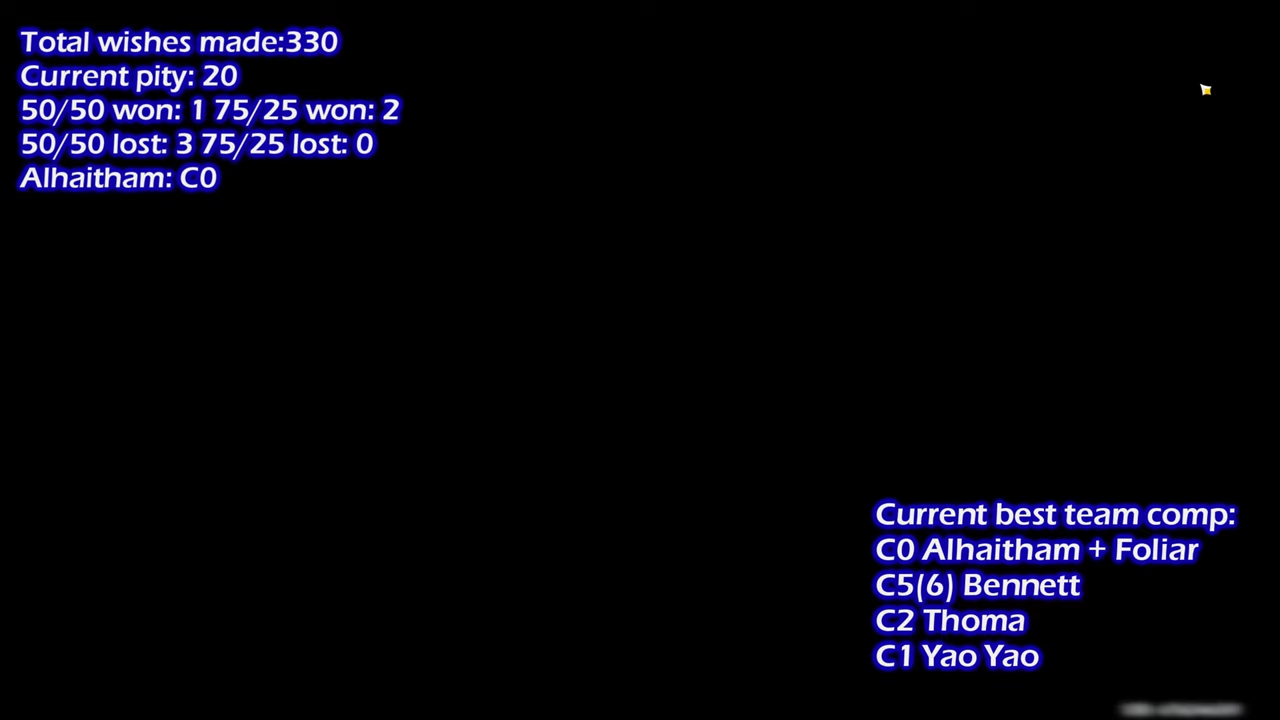 Total wishes made:330
Current pity: 20
50/50 won: 1 75/25 won: 2
50/50 lost: 3 75/25 lost: 0
Alhaitham: C0
Current best team comp:
C0 Alhaitham + Foliar
C5(6) Bennett
C2 Thoma
C1 Yao Yao